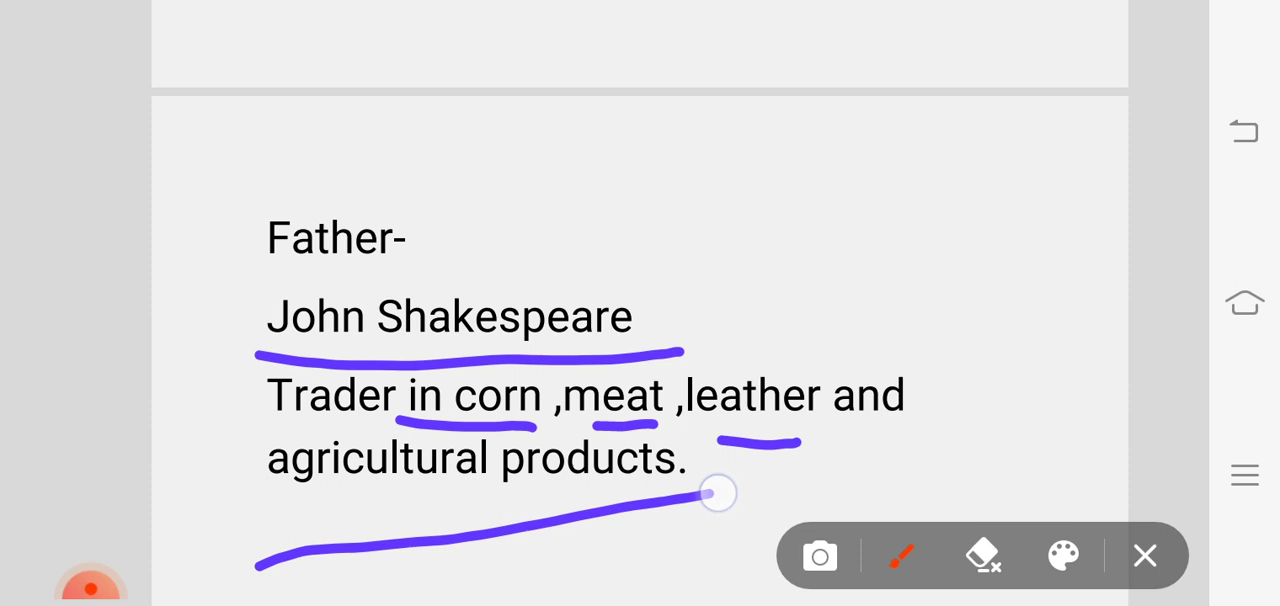 Father-
John Shakespeare
Trader in corn ,meat ,leather and
agricultural products.